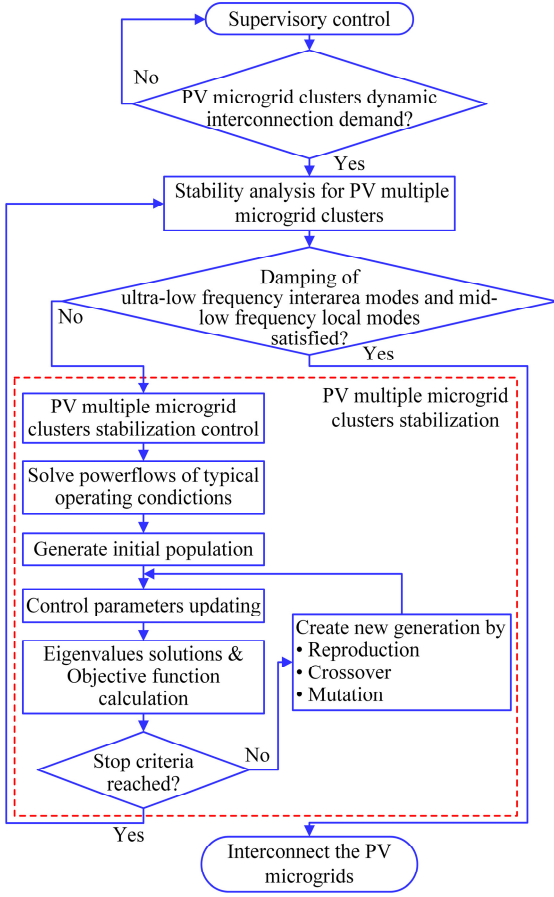 Supervisory control
No
PV microgrid clusters dynamic
interconnection demand?
Yes
Stability analysis for PV multiple
microgrid clusters
Damping of
ultra-low frequency interarea modes and mid-
low frequency local modes
satisfied?
No
Yes
PV multiple microgrid
clusters stabilization
PV multiple microgrid
clusters stabilization control
Solve powerflows of typical
operating condictions
Generate initial population
Control parameters updating
Create new generation by
• Reproduction
• Crossover
• Mutation
Eigenvalues solutions &
Objective function
calculation
No
Stop criteria
reached?
Yes
Interconnect the PV
microgrids